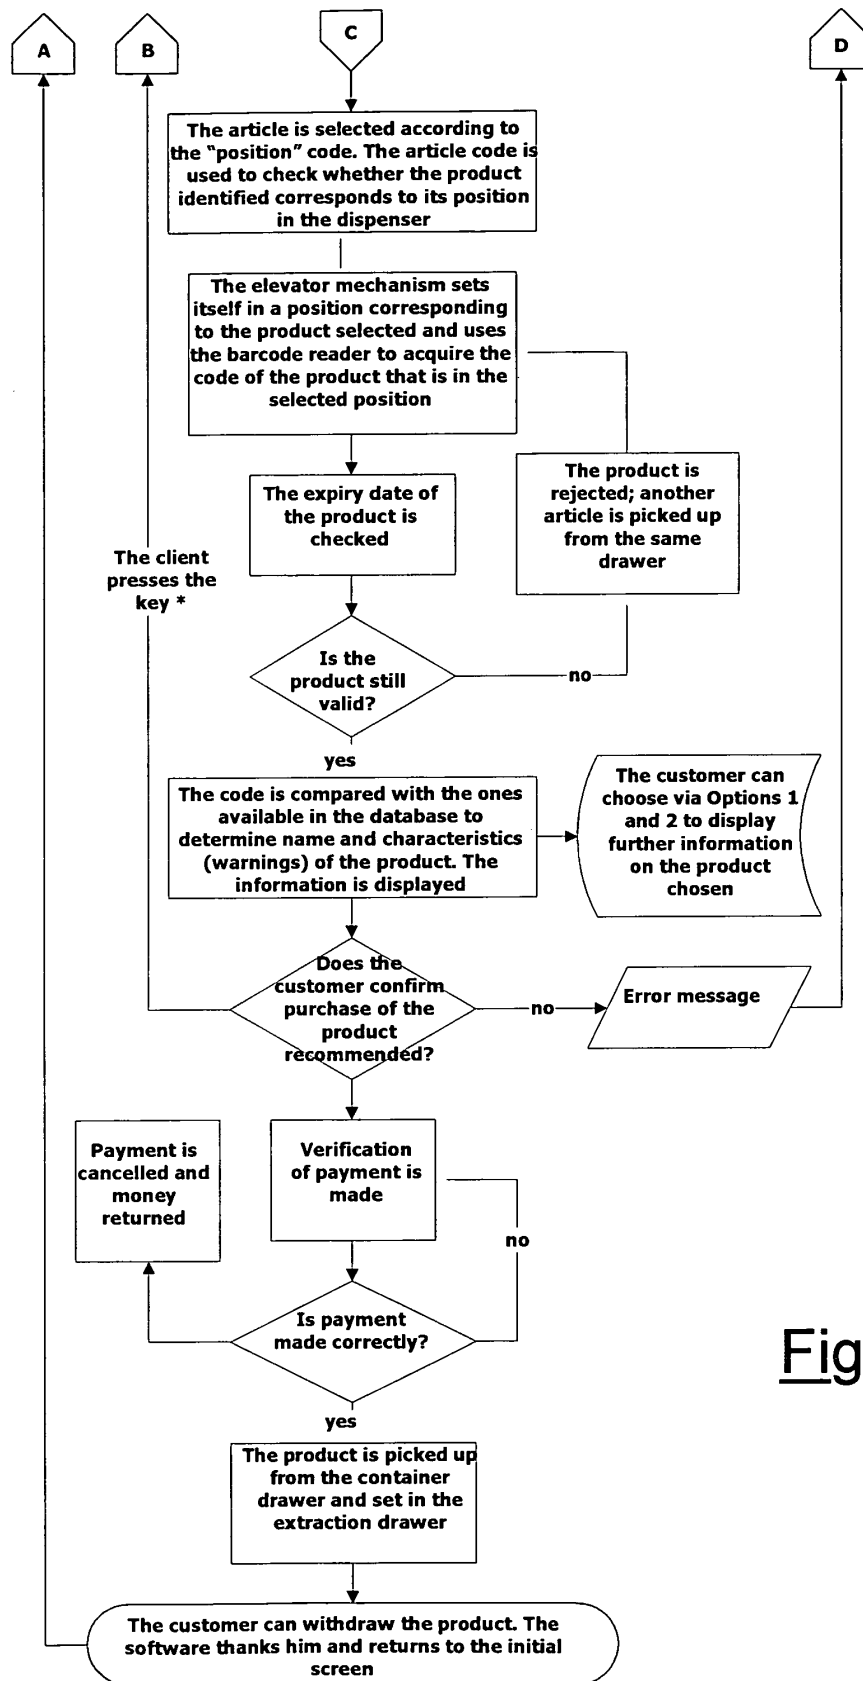 A
B
C
D
The article is selected according to
the "position" code. The article code is
used to check whether the product
identified corresponds to its position
in the dispenser
The elevator mechanism sets
itself in a position corresponding
to the product selected and uses
the barcode reader to acquire the
code of the product that is in the
selected position
The product is
rejected; another
article is picked up
from the same
drawer
The expiry date of
the product is
checked
The client
presses the
key *
Is the
product still
valid?
no
yes
The code is compared with the ones
available in the database to
determine name and characteristics
(warnings) of the product. The
information is displayed
The customer can
choose via Options 1
and 2 to display
further information
on the product
chosen
Does the
customer confirm
purchase of the
product
recommended?
no
Error message
Payment is
cancelled and
money
returned
Verification
of payment is
made
no
Is payment
made correctly?
yes
Fig
The product is picked up
from the container
drawer and set in the
extraction drawer
The customer can withdraw the product. The
software thanks him and returns to the initial
screen